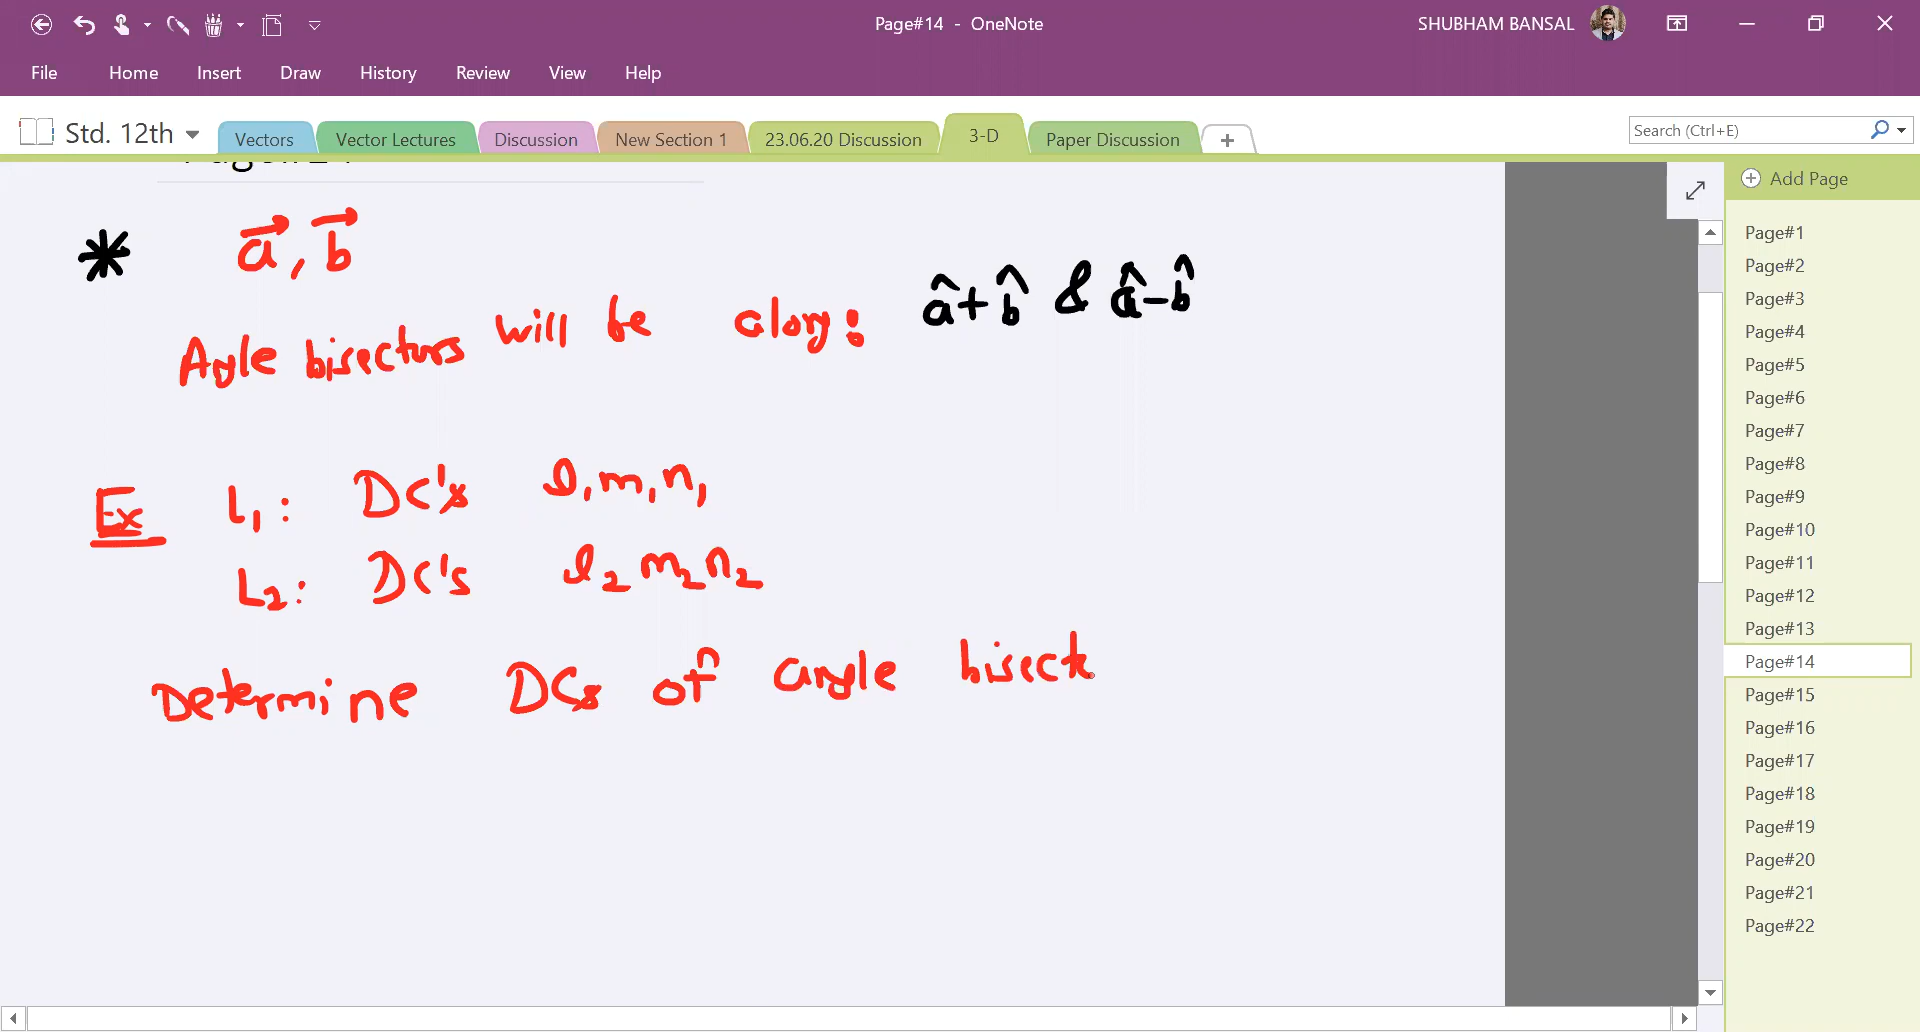 Page#14 - OneNote
SHUBHAM BANSAL
File Home Insert Draw History Review View Help
Std. 12th
Vectors
Vector Lectures
Discussion
New Section 1
23.06.20 Discussion
3-D
Paper Discussion
+
Search (Ctrl+E)
Add Page
* a⃗, b⃗
Angle bisectors will be along: â+b̂ & â-b̂
Ex L₁: DC's l₁m₁n₁
L₂: DC's l₂m₂n₂
Determine DCs of angle bisect
Page#1
Page#2
Page#3
Page#4
Page#5
Page#6
Page#7
Page#8
Page#9
Page#10
Page#11
Page#12
Page#13
Page#14
Page#15
Page#16
Page#17
Page#18
Page#19
Page#20
Page#21
Page#22